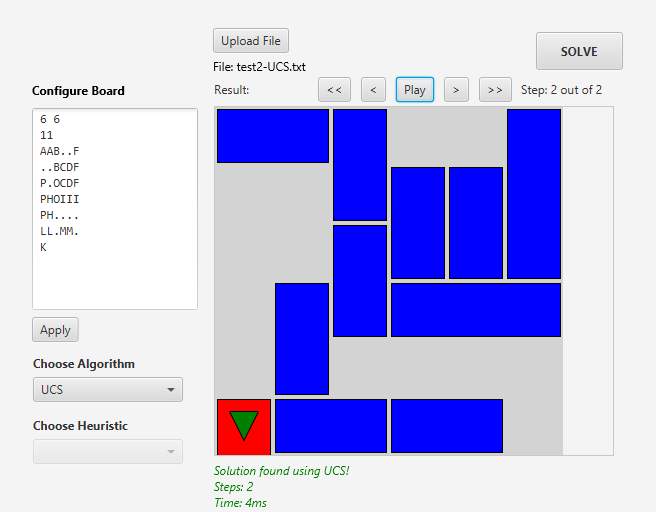 Upload File
SOLVE
File: test2-UCS.txt
Configure Board
Result:
<<
<
Play
>
>>
Step: 2 out of 2
6 6
11
AAB..F
..BCDF
P.OCDF
PHOIII
PH....
LL.MM.
K
Apply
Choose Algorithm
UCS
Choose Heuristic
Solution found using UCS!
Steps: 2
Time: 4ms